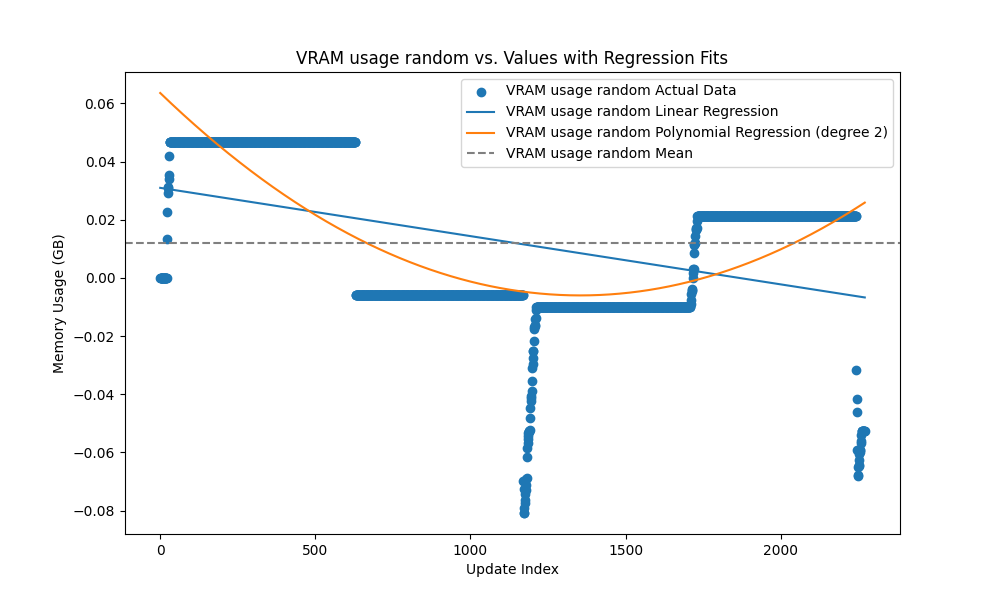 VRAM usage random vs. Values with Regression Fits
VRAM usage random Actual Data
VRAM usage random Linear Regression
VRAM usage random Polynomial Regression (degree 2)
VRAM usage random Mean
Memory Usage (GB)
0.06
0.04
0.02
0.00
−0.02
−0.04
−0.06
−0.08
0
500
1000
1500
2000
Update Index